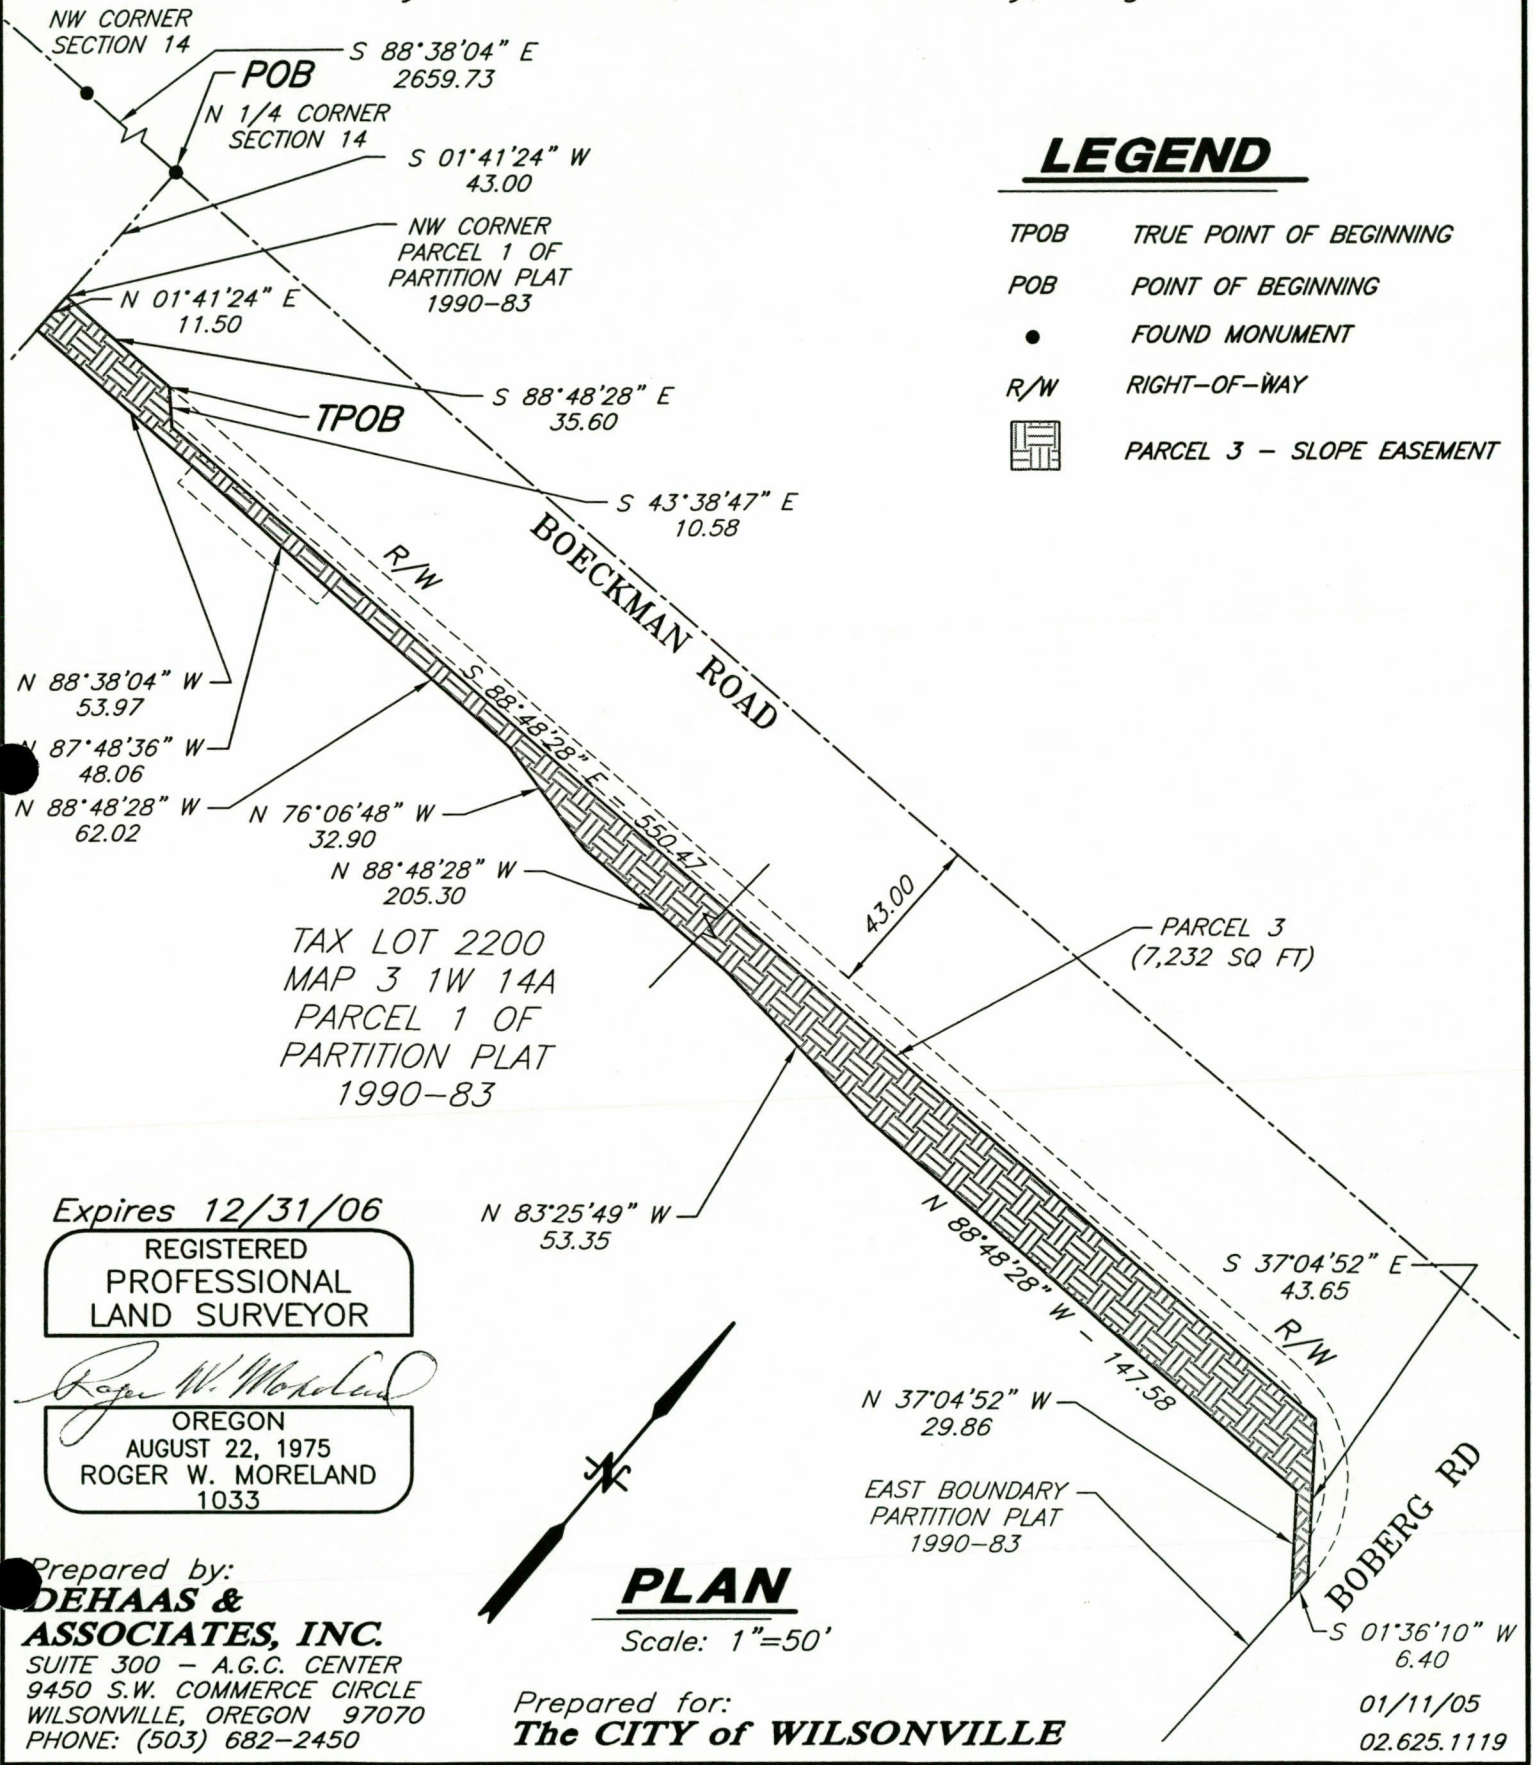 NW CORNER
SECTION 14
S 88°38'04" E
2659.73
POB
N 1/4 CORNER
SECTION 14
S 01°41'24" W
43.00
NW CORNER
PARCEL 1 OF
PARTITION PLAT
1990-83
N 01°41'24" E
11.50
S 88°48'28" E
35.60
TPOB
S 43°38'47" E
10.58
LEGEND
TPOB TRUE POINT OF BEGINNING
POB POINT OF BEGINNING
FOUND MONUMENT
R/W RIGHT-OF-WAY
PARCEL 3 - SLOPE EASEMENT
R/W
BOECKMAN ROAD
N 88°38'04" W
53.97
N 87°48'36" W
48.06
N 88°48'28" W
62.02
S 88°48'28" E - 550.47
N 76°06'48" W
32.90
N 88°48'28" W
205.30
43.00
PARCEL 3
(7,232 SQ FT)
TAX LOT 2200
MAP 3 1W 14A
PARCEL 1 OF
PARTITION PLAT
1990-83
N 83°25'49" W
53.35
N 88°48'28" W - 147.58
S 37°04'52" E
43.65
R/W
N 37°04'52" W
29.86
EAST BOUNDARY
PARTITION PLAT
1990-83
BOBERG RD
S 01°36'10" W
6.40
Expires 12/31/06
REGISTERED
PROFESSIONAL
LAND SURVEYOR
Roger W. Moreland
OREGON
AUGUST 22, 1975
ROGER W. MORELAND
1033
N
Prepared by:
DEHAAS &
ASSOCIATES, INC.
SUITE 300 - A.G.C. CENTER
9450 S.W. COMMERCE CIRCLE
WILSONVILLE, OREGON 97070
PHONE: (503) 682-2450
PLAN
Scale: 1"=50'
Prepared for:
The CITY of WILSONVILLE
01/11/05
02.625.1119